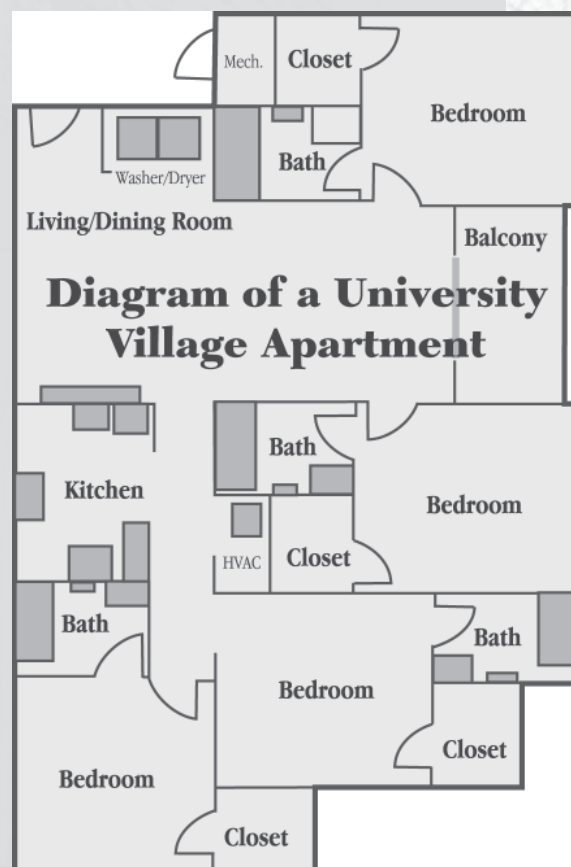 Mech.
Closet
Bedroom
Bath
Washer/Dryer
Living/Dining Room
Balcony
Diagram of a University
Village Apartment
Bath
Kitchen
Bedroom
HVAC
Closet
Bath
Bath
Bedroom
Closet
Bedroom
Closet